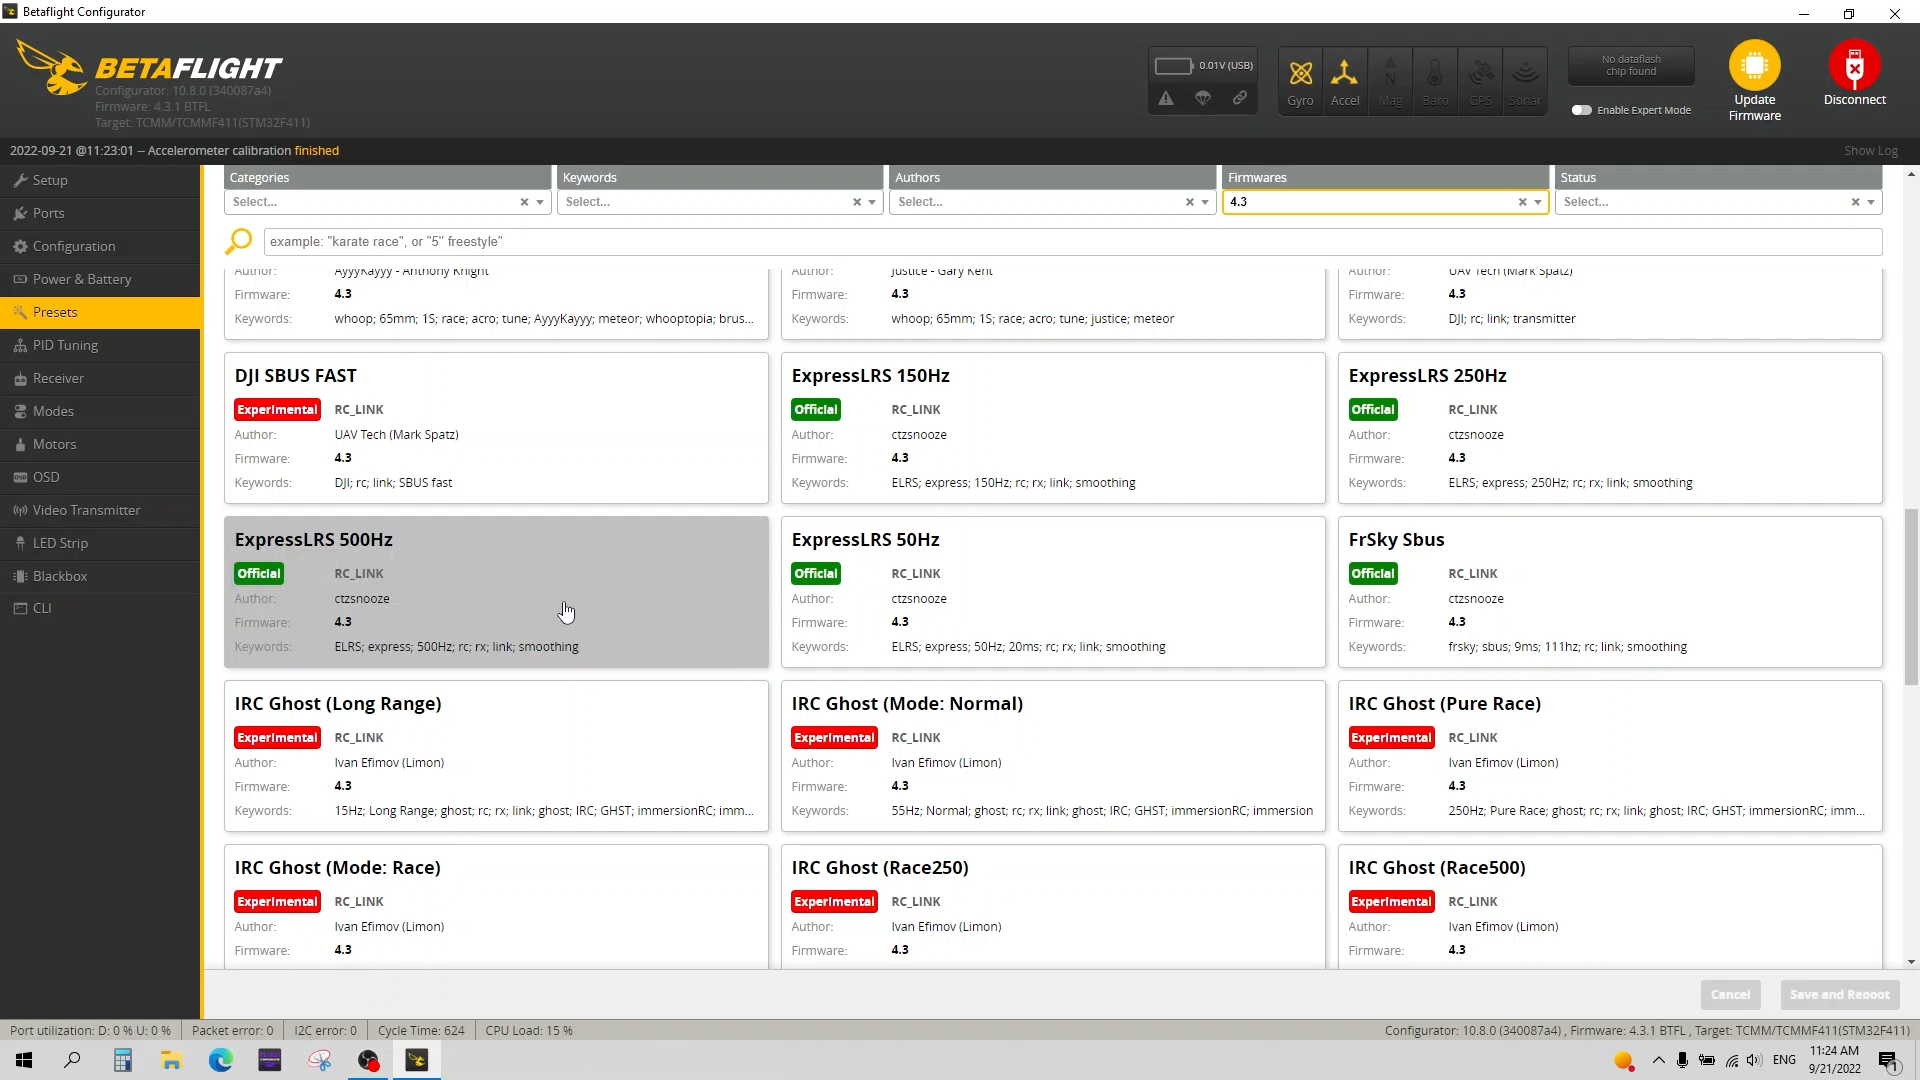 Betaflight Configurator
BETAFLIGHT
Configurator: 10.8.0 (340087a4)
Firmware: 4.3.1 BTFL
Target: TCMM/TCMMF411(STM32F411)
0.01V (USB)
Gyro
Accel
Mag
Baro
GPS
Sonar
No dataflash
chip found
Enable Expert Mode
Update
Firmware
Disconnect
2022-09-21 @11:23:01 -- Accelerometer calibration finished
Show Log
Setup
Ports
Configuration
Power & Battery
Presets
PID Tuning
Receiver
Modes
Motors
OSD
Video Transmitter
LED Strip
Blackbox
CLI
Categories
Keywords
Authors
Firmwares
Status
Select...
Select...
Select...
4.3
Select...
example: "karate race", or "5'' freestyle"
Author: AyyyKayyy - Anthony Knight
Firmware: 4.3
Keywords: whoop; 65mm; 1S; race; acro; tune; AyyyKayyy; meteor; whooptopia; brus...
Author: Justice - Gary Kent
Firmware: 4.3
Keywords: whoop; 65mm; 1S; race; acro; tune; justice; meteor
Author: UAV Tech (Mark Spatz)
Firmware: 4.3
Keywords: DJI; rc; link; transmitter
DJI SBUS FAST
Experimental RC_LINK
Author: UAV Tech (Mark Spatz)
Firmware: 4.3
Keywords: DJI; rc; link; SBUS fast
ExpressLRS 150Hz
Official RC_LINK
Author: ctzsnooze
Firmware: 4.3
Keywords: ELRS; express; 150Hz; rc; rx; link; smoothing
ExpressLRS 250Hz
Official RC_LINK
Author: ctzsnooze
Firmware: 4.3
Keywords: ELRS; express; 250Hz; rc; rx; link; smoothing
ExpressLRS 500Hz
Official RC_LINK
Author: ctzsnooze
Firmware: 4.3
Keywords: ELRS; express; 500Hz; rc; rx; link; smoothing
ExpressLRS 50Hz
Official RC_LINK
Author: ctzsnooze
Firmware: 4.3
Keywords: ELRS; express; 50Hz; 20ms; rc; rx; link; smoothing
FrSky Sbus
Official RC_LINK
Author: ctzsnooze
Firmware: 4.3
Keywords: frsky; sbus; 9ms; 111hz; rc; link; smoothing
IRC Ghost (Long Range)
Experimental RC_LINK
Author: Ivan Efimov (Limon)
Firmware: 4.3
Keywords: 15Hz; Long Range; ghost; rc; rx; link; ghost; IRC; GHST; immersionRC; imm...
IRC Ghost (Mode: Normal)
Experimental RC_LINK
Author: Ivan Efimov (Limon)
Firmware: 4.3
Keywords: 55Hz; Normal; ghost; rc; rx; link; ghost; IRC; GHST; immersionRC; immersion
IRC Ghost (Pure Race)
Experimental RC_LINK
Author: Ivan Efimov (Limon)
Firmware: 4.3
Keywords: 250Hz; Pure Race; ghost; rc; rx; link; ghost; IRC; GHST; immersionRC; imm...
IRC Ghost (Mode: Race)
Experimental RC_LINK
Author: Ivan Efimov (Limon)
Firmware: 4.3
IRC Ghost (Race250)
Experimental RC_LINK
Author: Ivan Efimov (Limon)
Firmware: 4.3
IRC Ghost (Race500)
Experimental RC_LINK
Author: Ivan Efimov (Limon)
Firmware: 4.3
Cancel
Save and Reboot
Port utilization: D: 0 % U: 0 %
Packet error: 0
I2C error: 0
Cycle Time: 624
CPU Load: 15 %
Configurator: 10.8.0 (340087a4) , Firmware: 4.3.1 BTFL , Target: TCMM/TCMMF411(STM32F411)
ENG
11:24 AM
9/21/2022
1